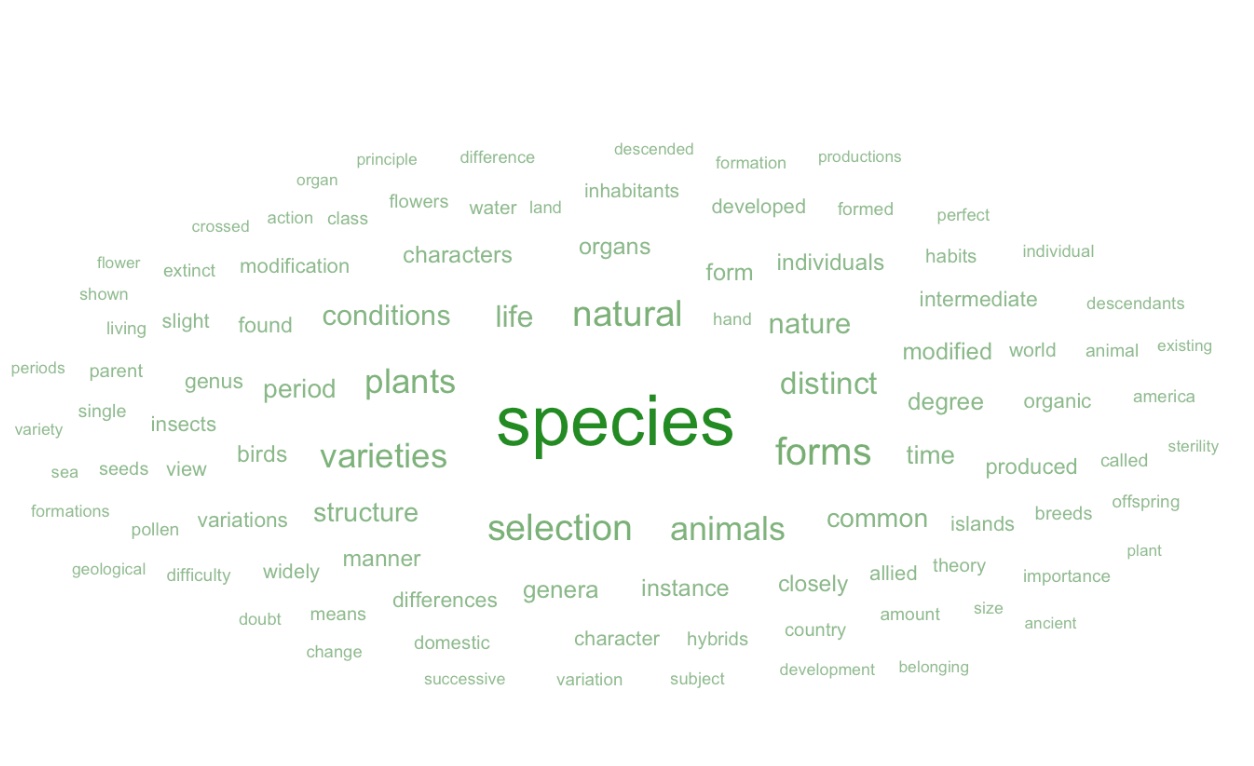 descended
principle difference formation productions
organ inhabitants
flowers water land developed formed
crossed action class perfect
characters organs individuals habits individual
flower extinct modification form
shown intermediate descendants
living slight found conditions life natural hand nature
modified world animal existing
periods parent genus period plants distinct
single degree organic america
variety insects species
birds varieties forms time sterility
sea seeds view produced called
formations variations structure common offspring
pollen selection animals islands breeds
manner plant
geological difficulty widely allied theory importance
differences genera instance closely
doubt means amount size ancient
change domestic character hybrids country
successive variation subject development belonging